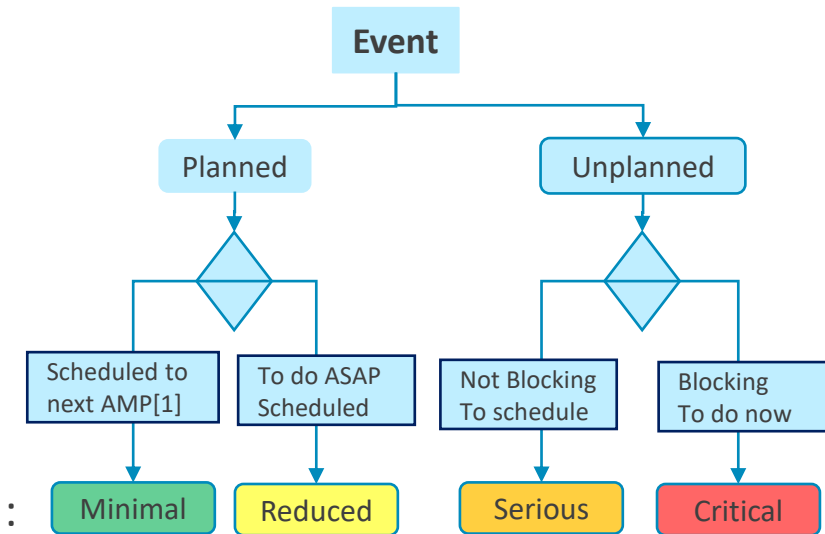 Event
Planned
Unplanned
Scheduled to
next AMP[1]
To do ASAP
Scheduled
Not Blocking
To schedule
Blocking
To do now
:
Minimal
Reduced
Serious
Critical